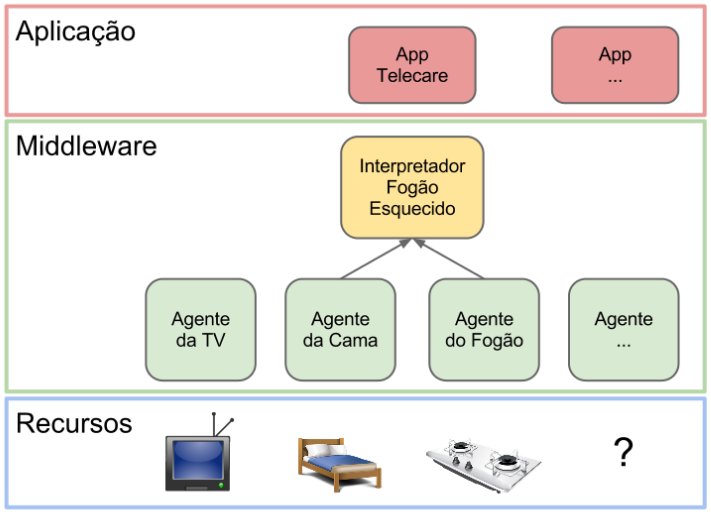 Aplicação
App
Telecare
App
...
Middleware
Interpretador
Fogão
Esquecido
Agente
da TV
Agente
da Cama
Agente
do Fogão
Agente
...
Recursos
?